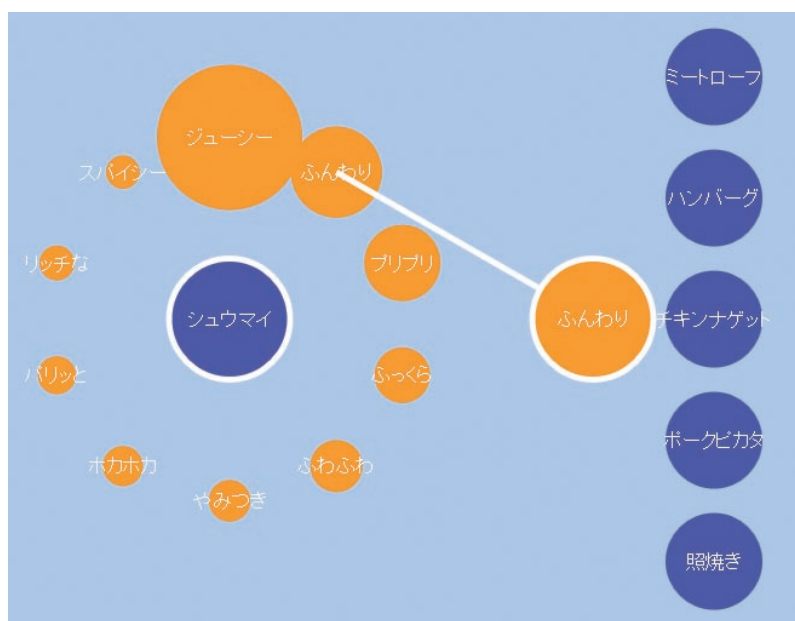 ジューシー
ふんわり
プリプリ
ふっくら
ふわふわ
やみつき
ホカホカ
パリッと
リッチな
スパイシー
シュウマイ
ふんわり
ミートローフ
ハンバーグ
チキンナゲット
ポークピカタ
照焼き